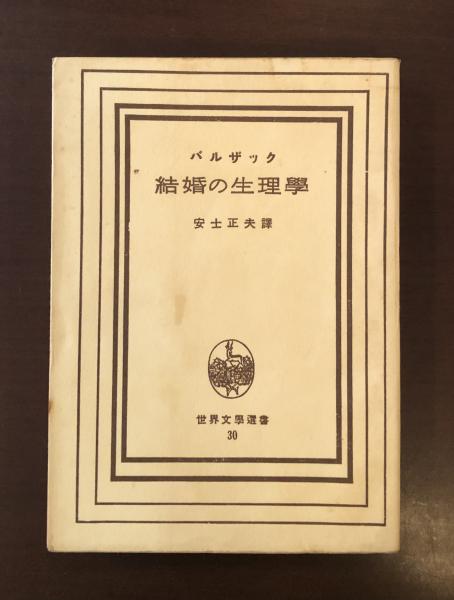 バルザック
結婚の生理學
安士正夫譯
世界文學選書
30